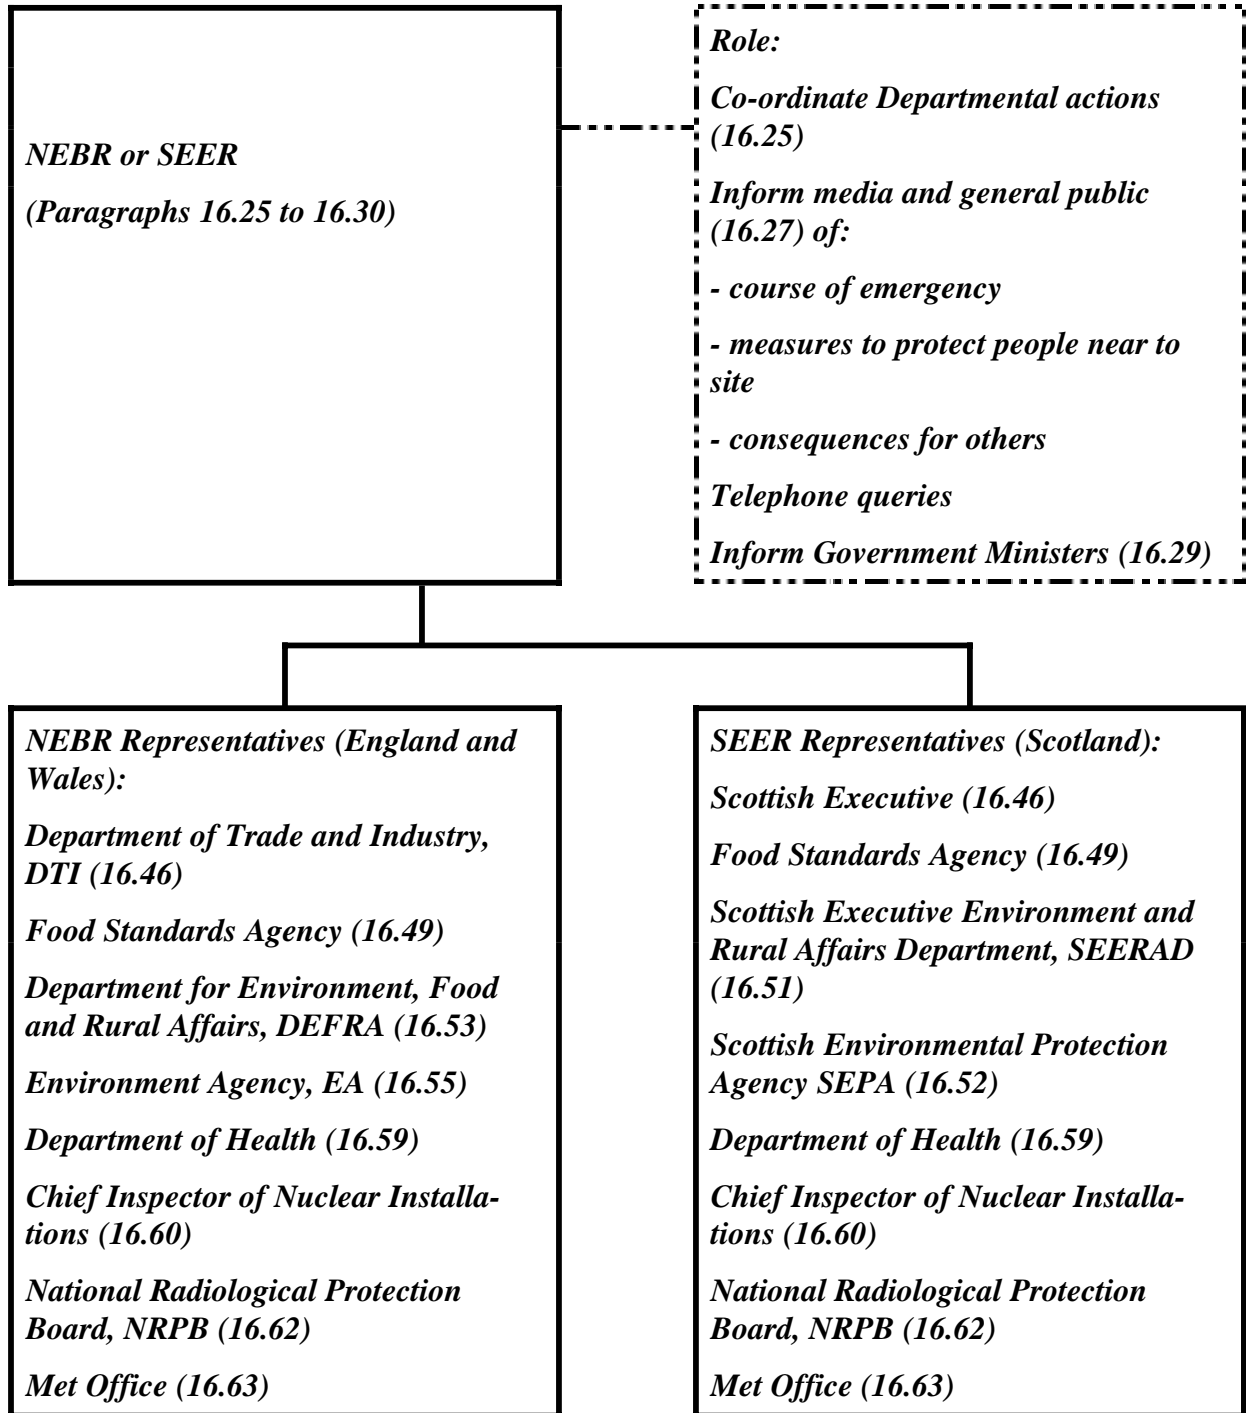 NEBR or SEER
(Paragraphs 16.25 to 16.30)
Role:
Co-ordinate Departmental actions
(16.25)
Inform media and general public
(16.27) of:
- course of emergency
- measures to protect people near to
site
- consequences for others
Telephone queries
Inform Government Ministers (16.29)
NEBR Representatives (England and
Wales):
Department of Trade and Industry,
DTI (16.46)
Food Standards Agency (16.49)
Department for Environment, Food
and Rural Affairs, DEFRA (16.53)
Environment Agency, EA (16.55)
Department of Health (16.59)
Chief Inspector of Nuclear Installa-
tions (16.60)
National Radiological Protection
Board, NRPB (16.62)
Met Office (16.63)
SEER Representatives (Scotland):
Scottish Executive (16.46)
Food Standards Agency (16.49)
Scottish Executive Environment and
Rural Affairs Department, SEERAD
(16.51)
Scottish Environmental Protection
Agency SEPA (16.52)
Department of Health (16.59)
Chief Inspector of Nuclear Installa-
tions (16.60)
National Radiological Protection
Board, NRPB (16.62)
Met Office (16.63)